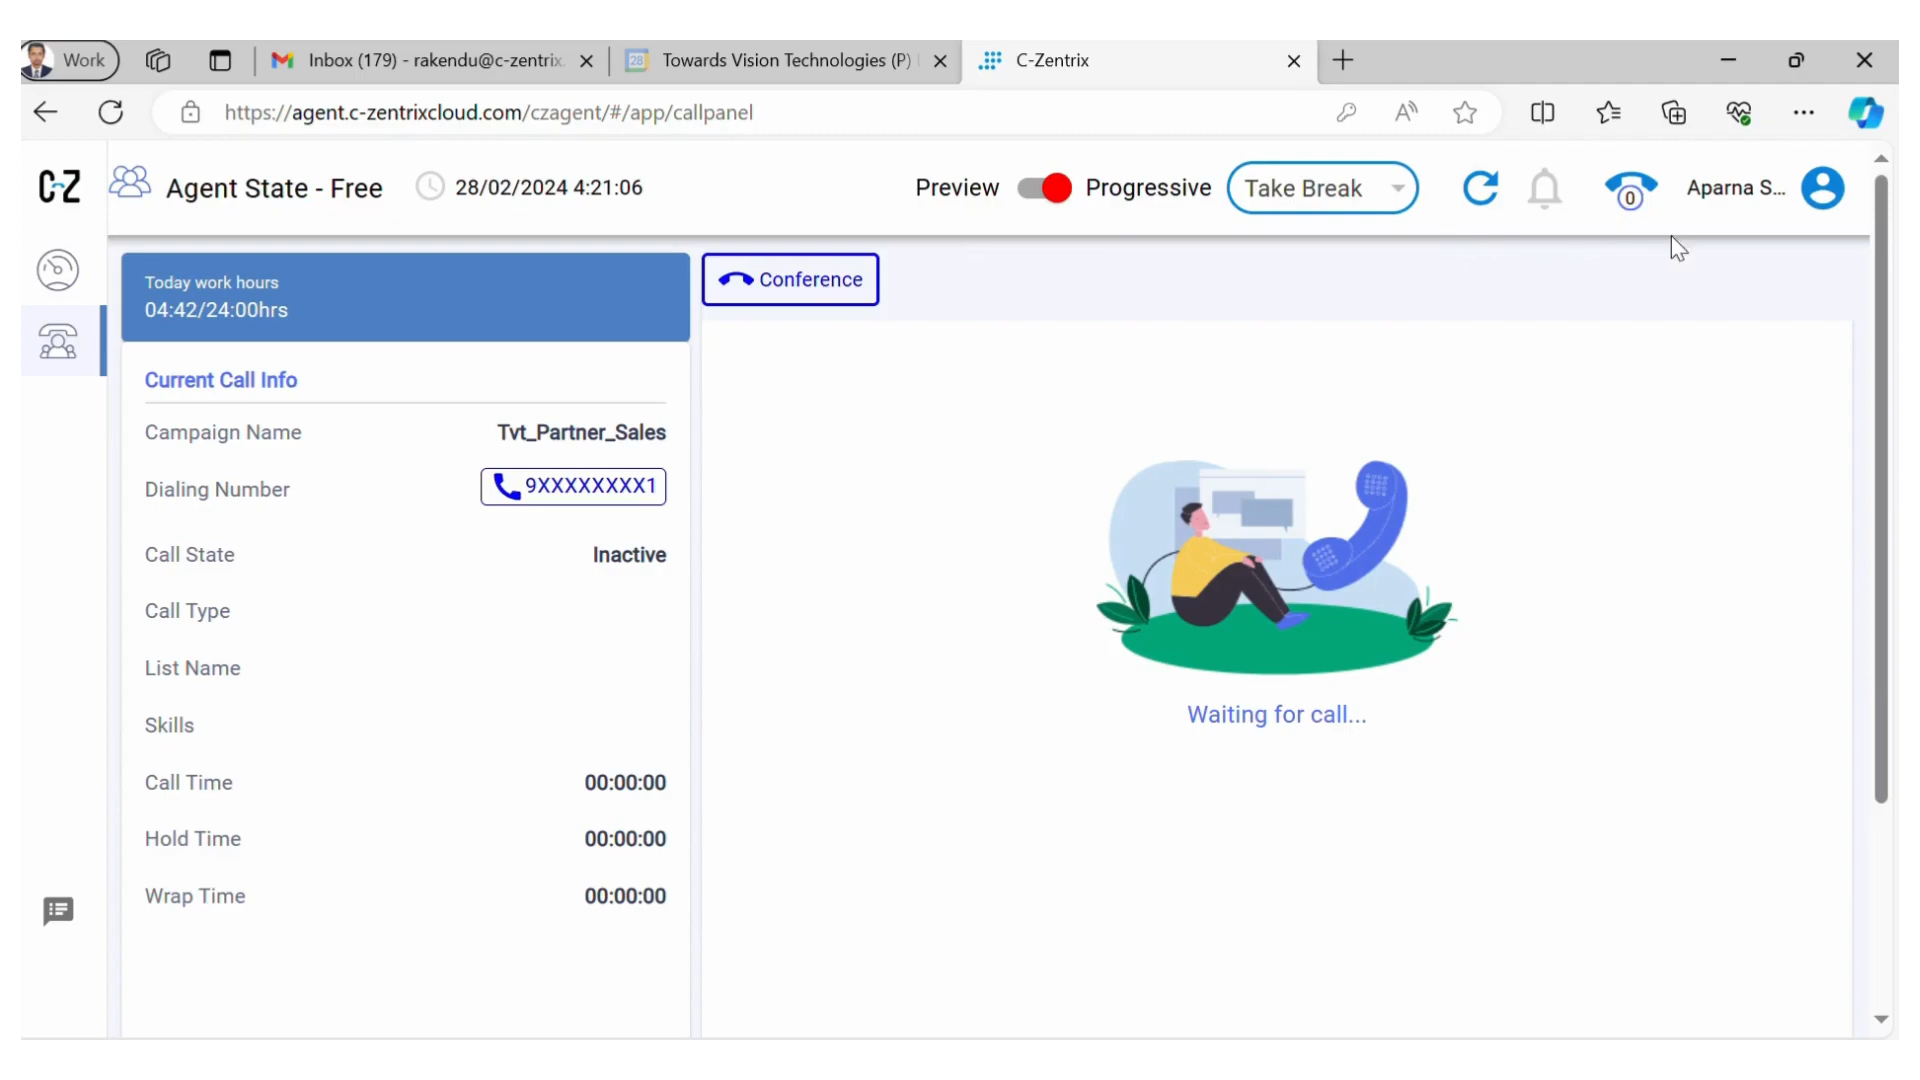 Work
Inbox (179) - rakendu@c-zentrix.
28
Towards Vision Technologies (P)
C-Zentrix
https://agent.c-zentrixcloud.com/czagent/#/app/callpanel
C-Z
Agent State - Free
28/02/2024 4:21:06
Preview
Progressive
Take Break
0
Aparna S...
Today work hours
04:42/24:00hrs
Conference
Current Call Info
Campaign Name Tvt_Partner_Sales
Dialing Number 9XXXXXXXX1
Call State Inactive
Call Type
List Name
Skills
Call Time 00:00:00
Hold Time 00:00:00
Wrap Time 00:00:00
Waiting for call...